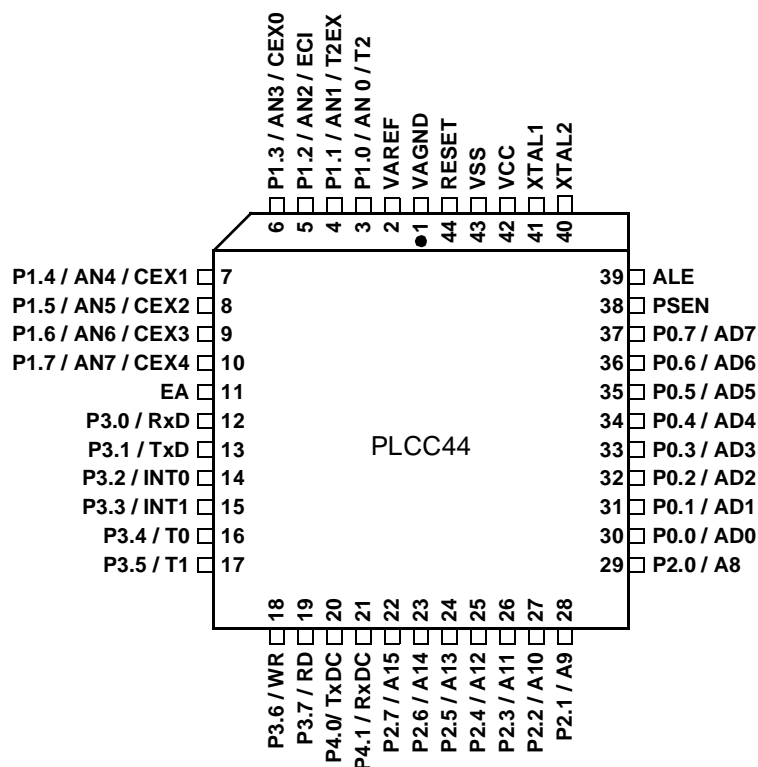 P1.3 / AN3 / CEX0
P1.2 / AN2 / ECI
P1.1 / AN1 / T2EX
P1.0 / AN 0 / T2
VAREF
VAGND
RESET
VSS
VCC
XTAL1
XTAL2
6 5 4 3 2 1 44 43 42 41 40
P1.4 / AN4 / CEX1 7
P1.5 / AN5 / CEX2 8
P1.6 / AN6 / CEX3 9
P1.7 / AN7 / CEX4 10
EA 11
P3.0 / RxD 12
P3.1 / TxD 13
P3.2 / INT0 14
P3.3 / INT1 15
P3.4 / T0 16
P3.5 / T1 17
PLCC44
39 ALE
38 PSEN
37 P0.7 / AD7
36 P0.6 / AD6
35 P0.5 / AD5
34 P0.4 / AD4
33 P0.3 / AD3
32 P0.2 / AD2
31 P0.1 / AD1
30 P0.0 / AD0
29 P2.0 / A8
18 19 20 21 22 23 24 25 26 27 28
P3.6 / WR
P3.7 / RD
P4.0/ TxDC
P4.1 / RxDC
P2.7 / A15
P2.6 / A14
P2.5 / A13
P2.4 / A12
P2.3 / A11
P2.2 / A10
P2.1 / A9